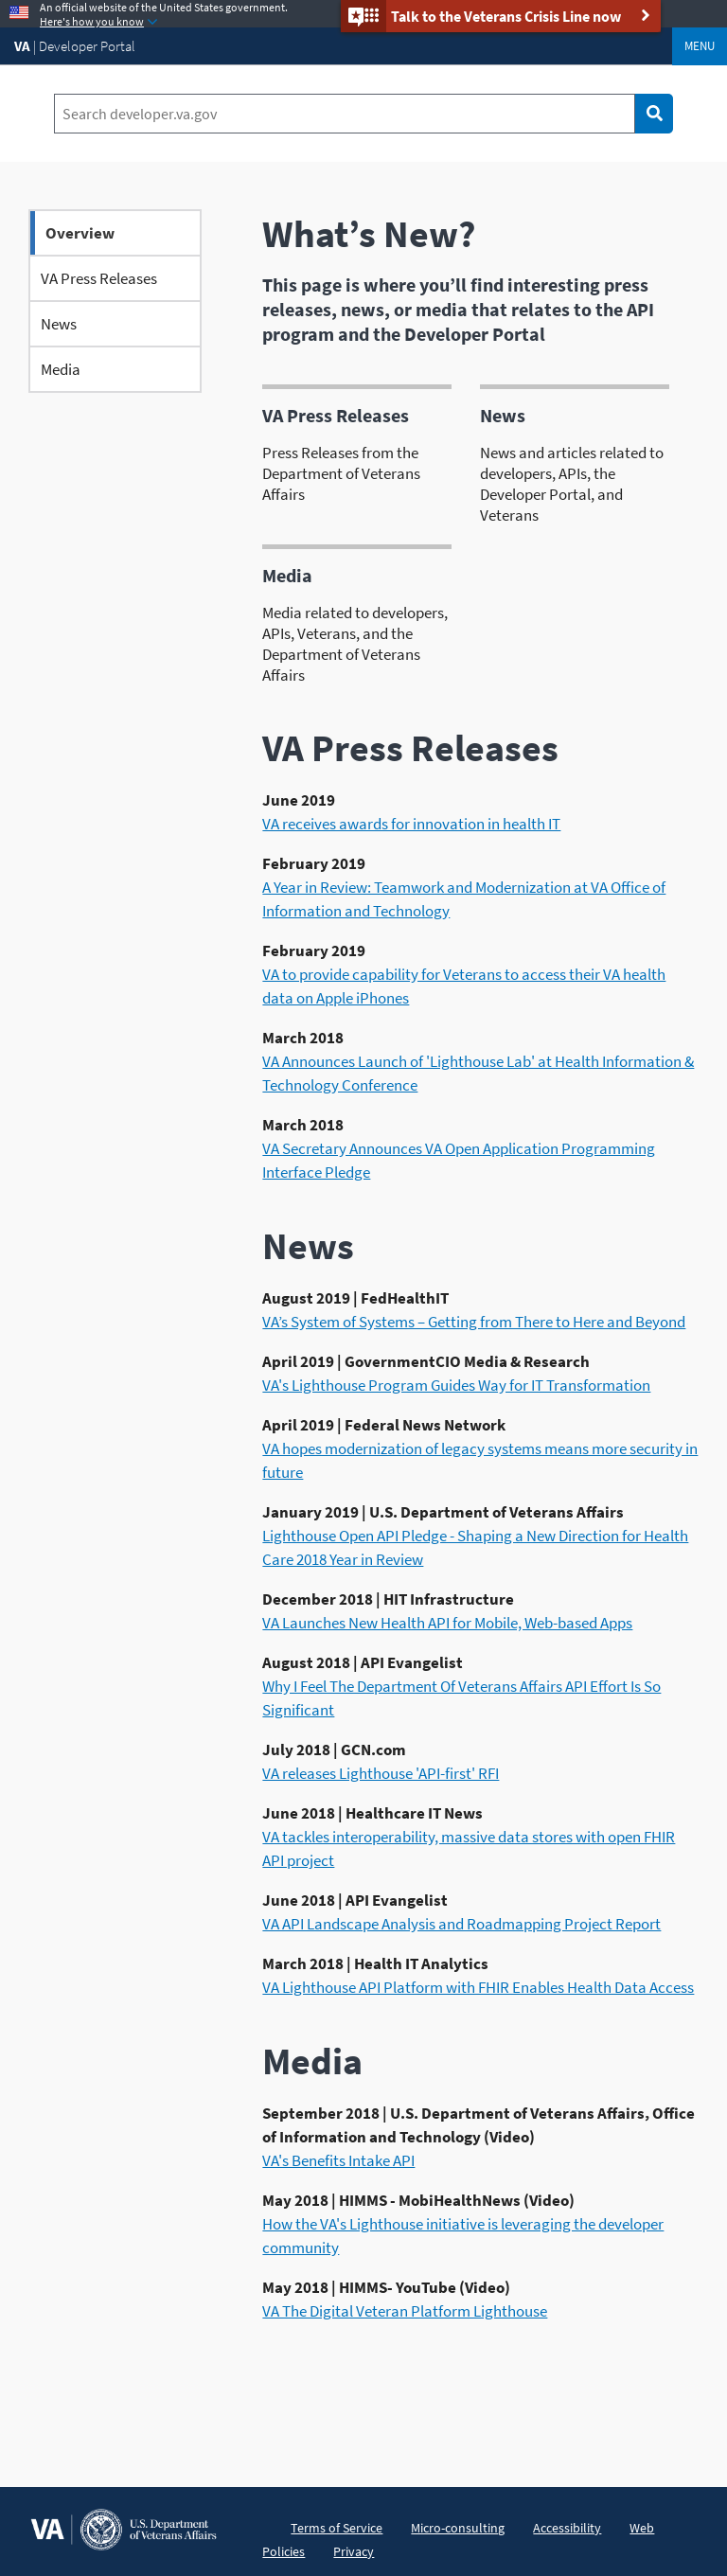 An official website of the United States government.
Here's how you know
Talk to the Veterans Crisis Line now
VA | Developer Portal
MENU
Search developer.va.gov
Overview
VA Press Releases
News
Media
What’s New?
This page is where you’ll find interesting press
releases, news, or media that relates to the API
program and the Developer Portal
VA Press Releases
Press Releases from the
Department of Veterans
Affairs
News
News and articles related to
developers, APIs, the
Developer Portal, and
Veterans
Media
Media related to developers,
APIs, Veterans, and the
Department of Veterans
Affairs
VA Press Releases
June 2019
VA receives awards for innovation in health IT
February 2019
A Year in Review: Teamwork and Modernization at VA Office of
Information and Technology
February 2019
VA to provide capability for Veterans to access their VA health
data on Apple iPhones
March 2018
VA Announces Launch of 'Lighthouse Lab' at Health Information &
Technology Conference
March 2018
VA Secretary Announces VA Open Application Programming
Interface Pledge
News
August 2019 | FedHealthIT
VA’s System of Systems – Getting from There to Here and Beyond
April 2019 | GovernmentCIO Media & Research
VA's Lighthouse Program Guides Way for IT Transformation
April 2019 | Federal News Network
VA hopes modernization of legacy systems means more security in
future
January 2019 | U.S. Department of Veterans Affairs
Lighthouse Open API Pledge - Shaping a New Direction for Health
Care 2018 Year in Review
December 2018 | HIT Infrastructure
VA Launches New Health API for Mobile, Web-based Apps
August 2018 | API Evangelist
Why I Feel The Department Of Veterans Affairs API Effort Is So
Significant
July 2018 | GCN.com
VA releases Lighthouse 'API-first' RFI
June 2018 | Healthcare IT News
VA tackles interoperability, massive data stores with open FHIR
API project
June 2018 | API Evangelist
VA API Landscape Analysis and Roadmapping Project Report
March 2018 | Health IT Analytics
VA Lighthouse API Platform with FHIR Enables Health Data Access
Media
September 2018 | U.S. Department of Veterans Affairs, Office
of Information and Technology (Video)
VA's Benefits Intake API
May 2018 | HIMMS - MobiHealthNews (Video)
How the VA's Lighthouse initiative is leveraging the developer
community
May 2018 | HIMMS- YouTube (Video)
VA The Digital Veteran Platform Lighthouse
VA
U.S. Department
of Veterans Affairs
Terms of Service
Micro-consulting
Accessibility
Web
Policies
Privacy